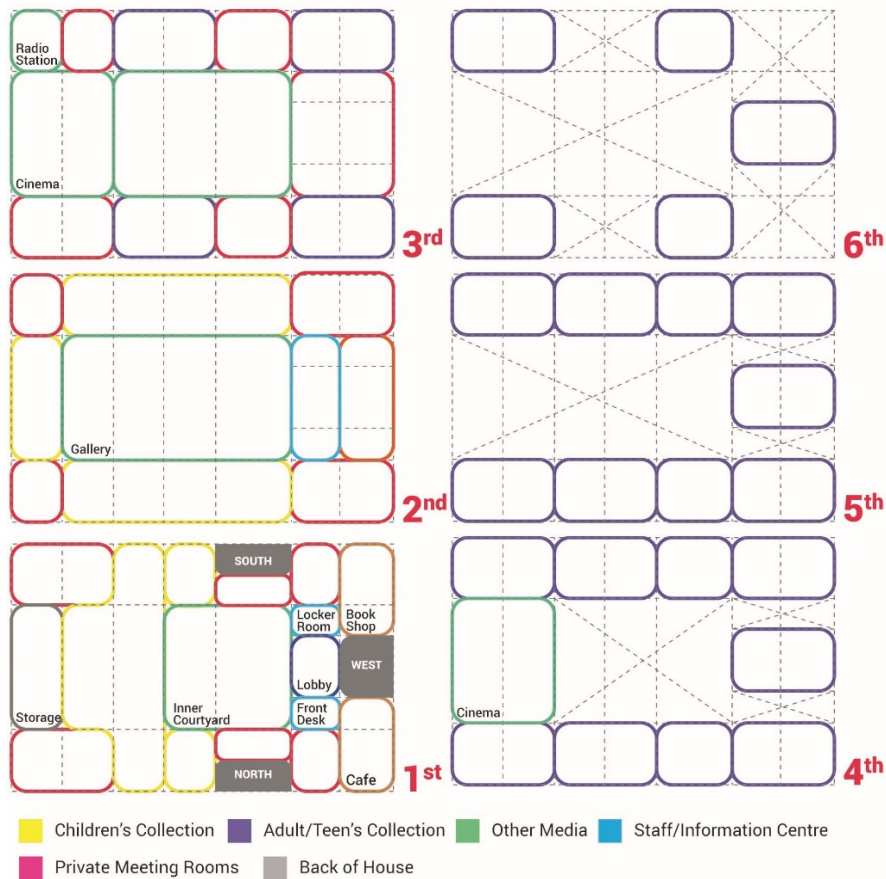 Radio
Station
Cinema
3rd
6th
Gallery
2nd
5th
SOUTH
Locker
Room
Book
Shop
WEST
Lobby
Storage
Inner
Courtyard
Front
Desk
NORTH
Cafe
1st
Cinema
4th
Children's Collection
Adult/Teen's Collection
Other Media
Staff/Information Centre
Private Meeting Rooms
Back of House